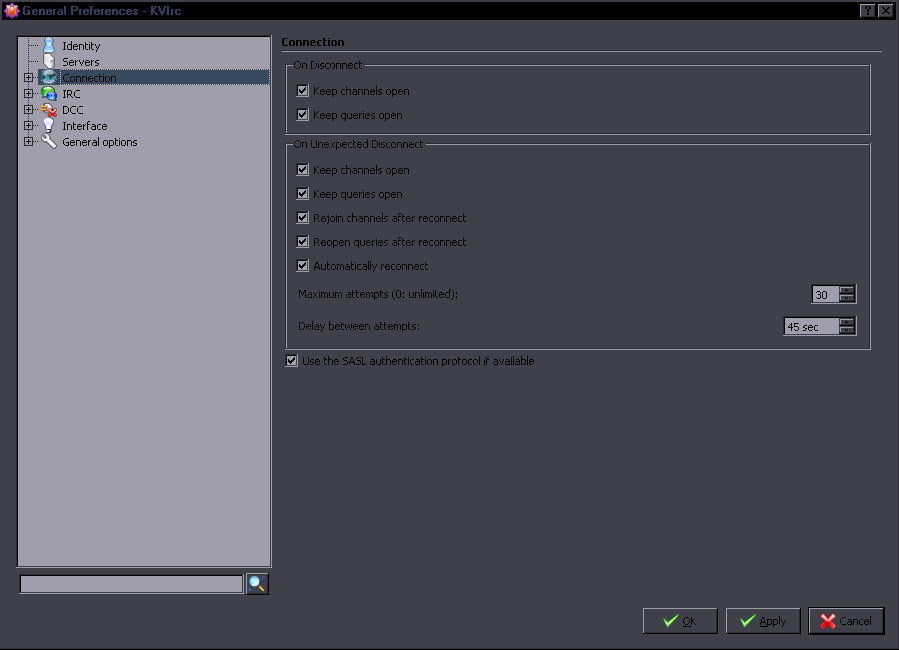 General Preferences - KVIrc
Identity
Servers
Connection
IRC
DCC
Interface
General options
Connection
On Disconnect
Keep channels open
Keep queries open
On Unexpected Disconnect
Keep channels open
Keep queries open
Rejoin channels after reconnect
Reopen queries after reconnect
Automatically reconnect
Maximum attempts (0: unlimited): 30
Delay between attempts: 45 sec
Use the SASL authentication protocol if available
OK Apply Cancel